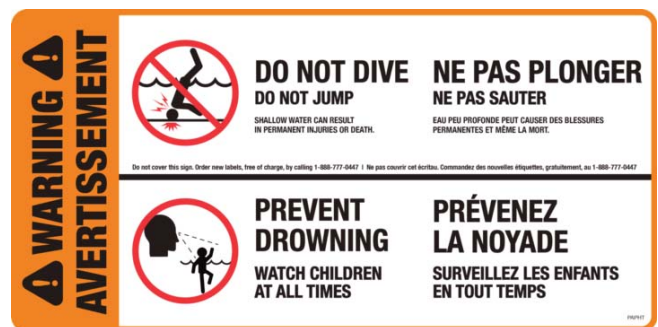 WARNING
AVERTISSEMENT
DO NOT DIVE
DO NOT JUMP
SHALLOW WATER CAN RESULT
IN PERMANENT INJURIES OR DEATH.
NE PAS PLONGER
NE PAS SAUTER
EAU PEU PROFONDE PEUT CAUSER DES BLESSURES
PERMANENTES ET MÊME LA MORT.
Do not cover this sign. Order new labels, free of charge, by calling 1-888-777-0447 | Ne pas couvrir cet écritau. Commandez des nouvelles étiquettes, gratuitement, au 1-888-777-0447
PREVENT
DROWNING
WATCH CHILDREN
AT ALL TIMES
PRÉVENEZ
LA NOYADE
SURVEILLEZ LES ENFANTS
EN TOUT TEMPS